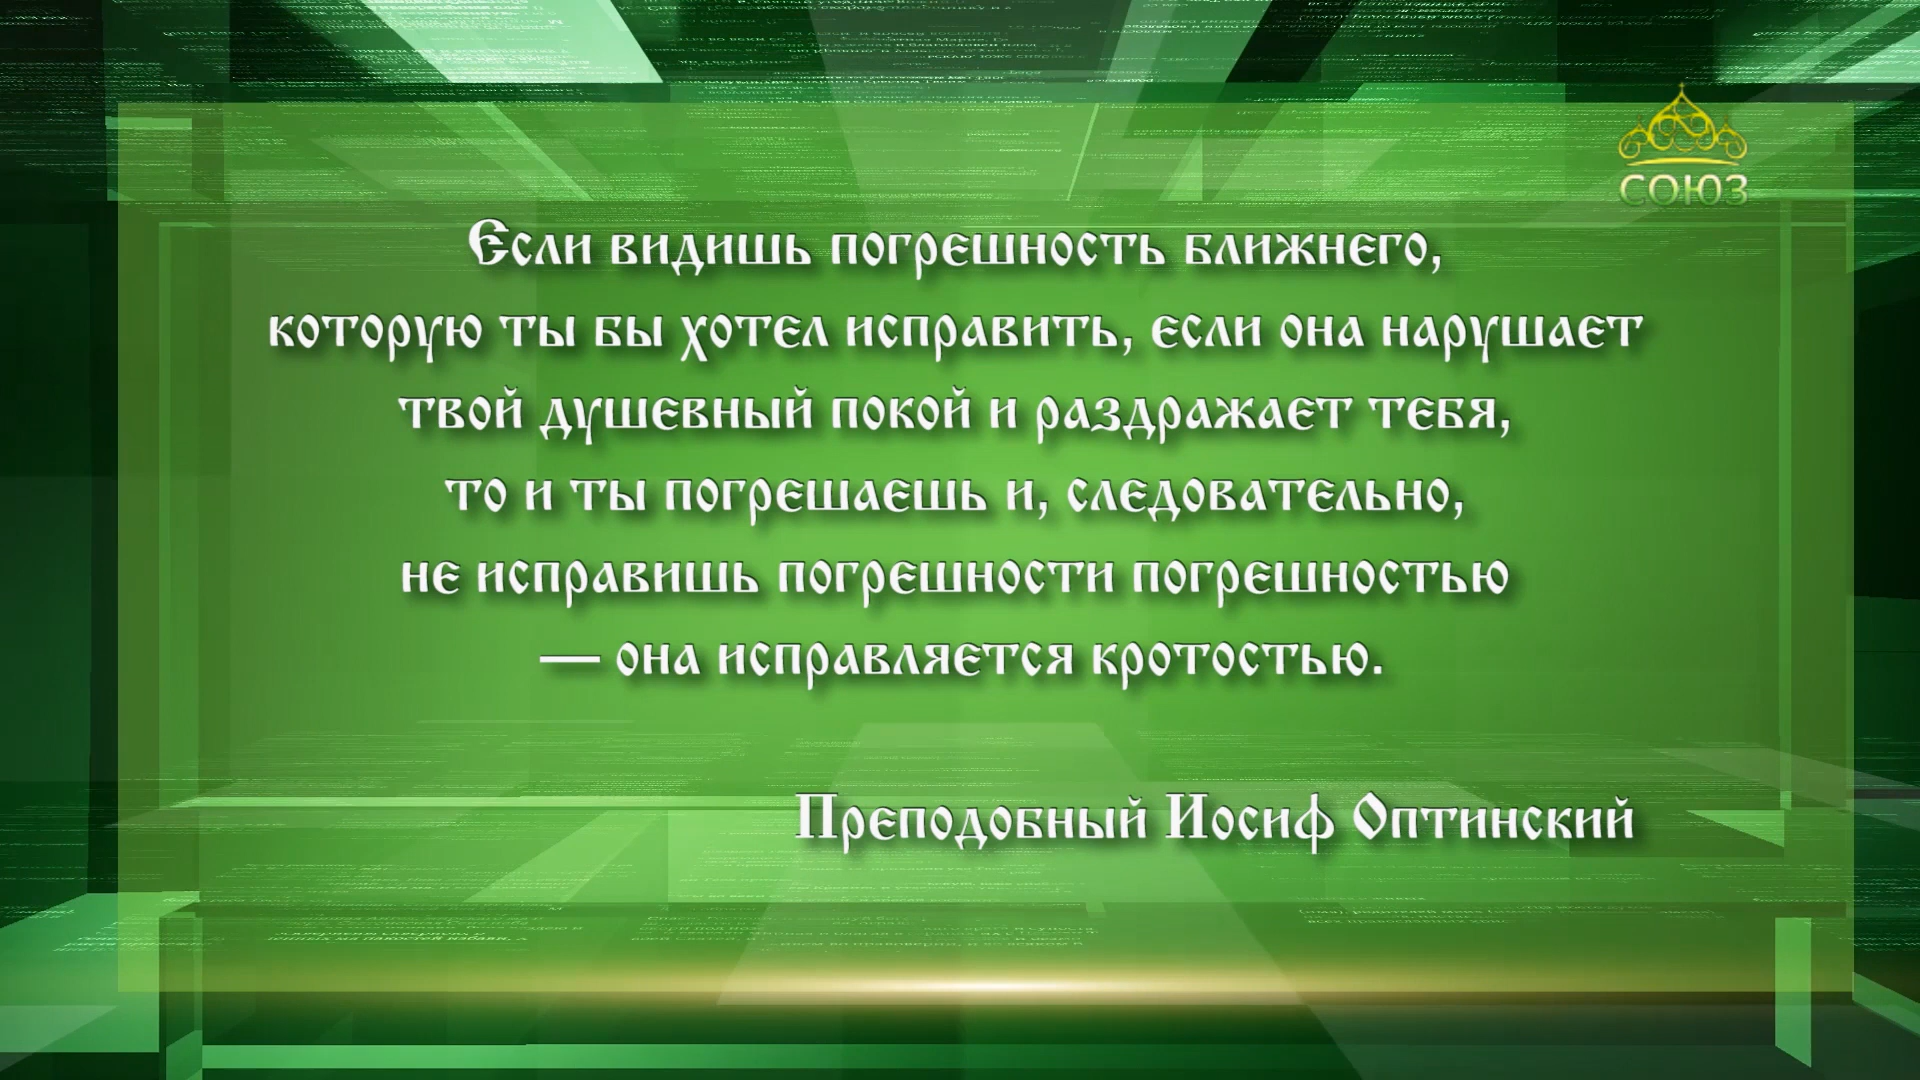 СОЮЗ
Если видишь погрешность ближнего,
которую ты бы хотел исправить, если она нарушает
твой душевный покой и раздражает тебя,
то и ты погрешаешь и, следовательно,
не исправишь погрешности погрешностью
— она исправляется кротостью.
Преподобный Иосиф Оптинский